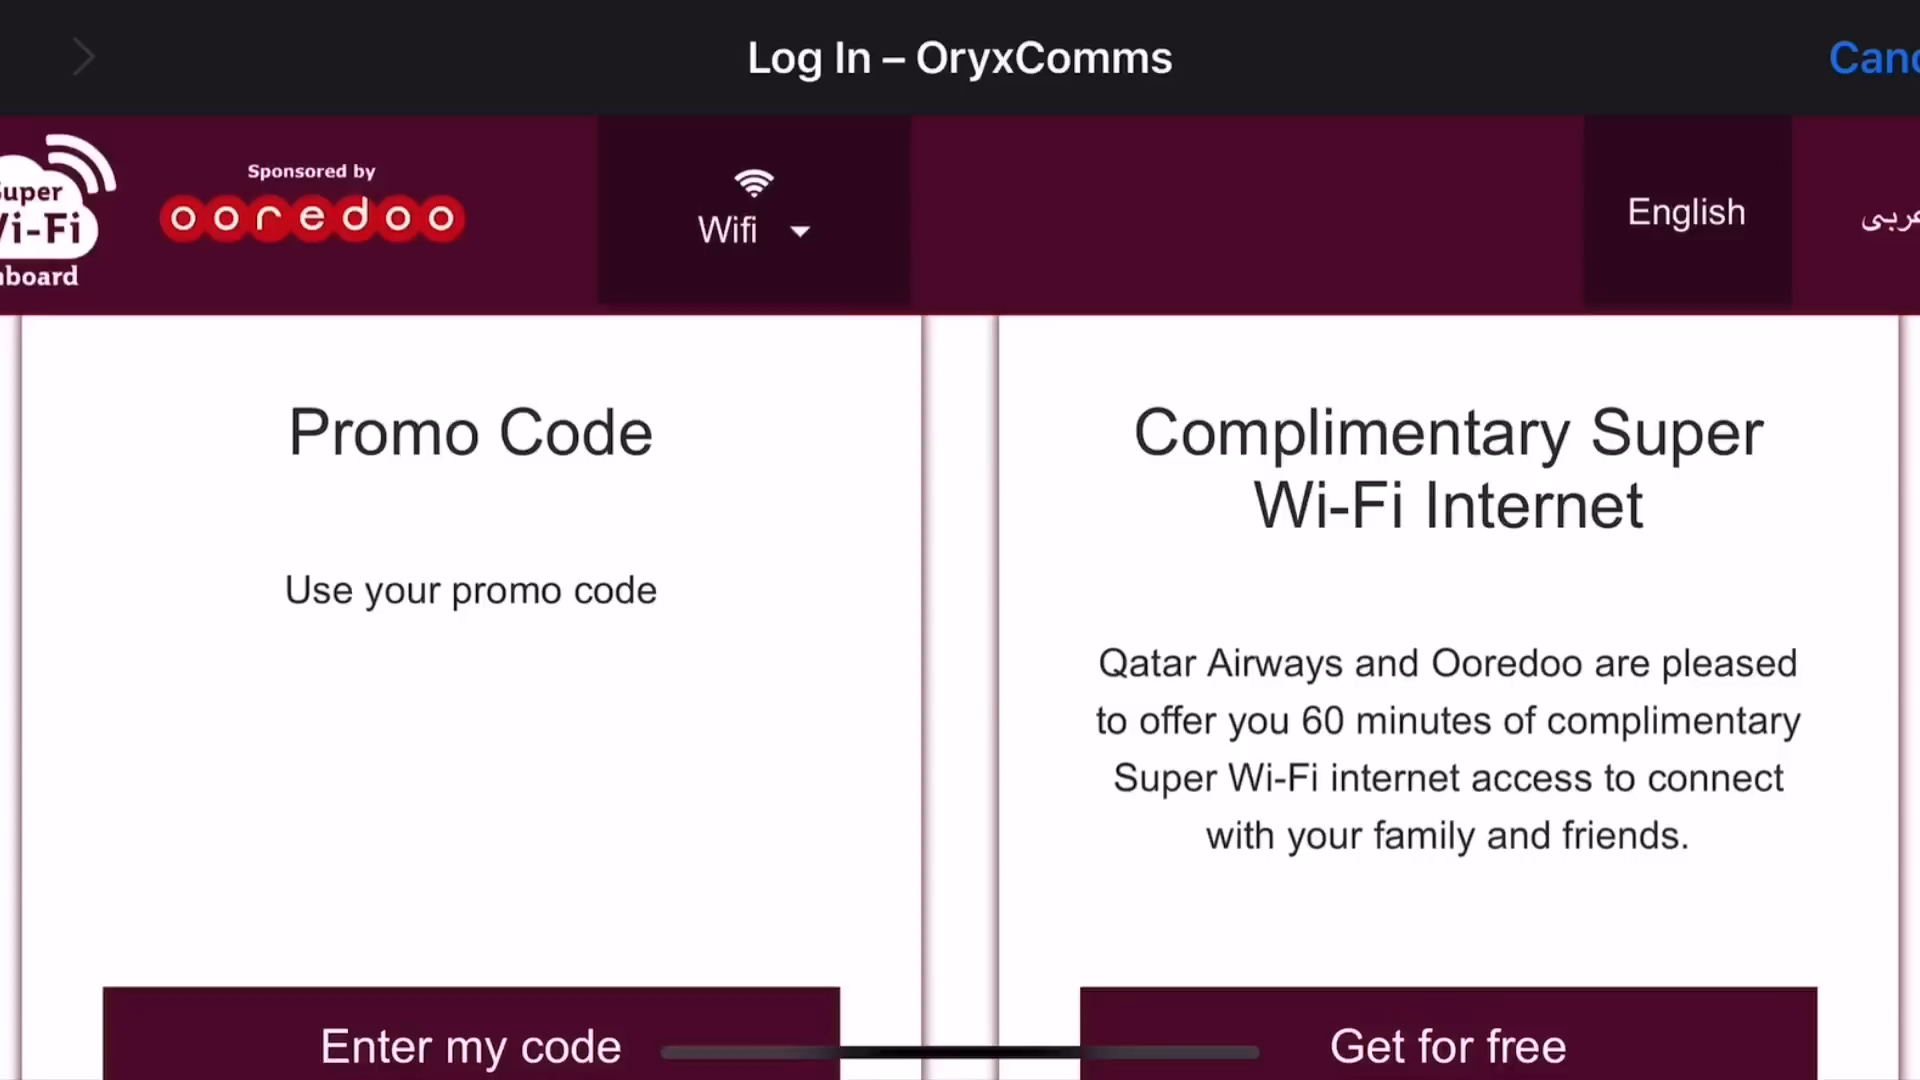 Log In – OryxComms
Sponsored by
ooredoo
Wi-Fi
Wifi
English
Promo Code
Use your promo code
Enter my code
Complimentary Super
Wi-Fi Internet
Qatar Airways and Ooredoo are pleased
to offer you 60 minutes of complimentary
Super Wi-Fi internet access to connect
with your family and friends.
Get for free